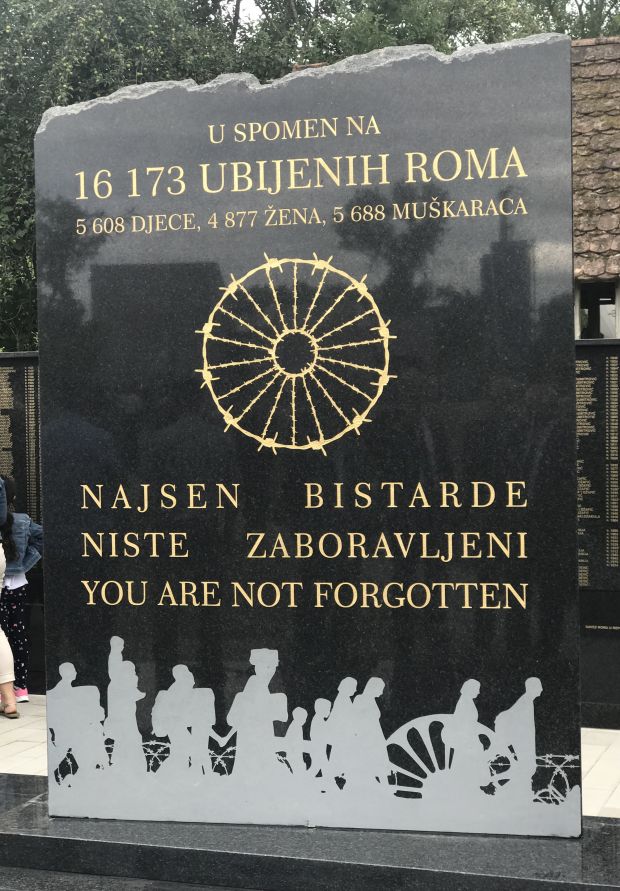 U SPOMEN NA
16 173 UBIJENIH ROMA
5 608 DJECE, 4 877 ŽENA, 5 688 MUŠKARACA
NAJSEN BISTARDE
NISTE ZABORAVLJENI
YOU ARE NOT FORGOTTEN